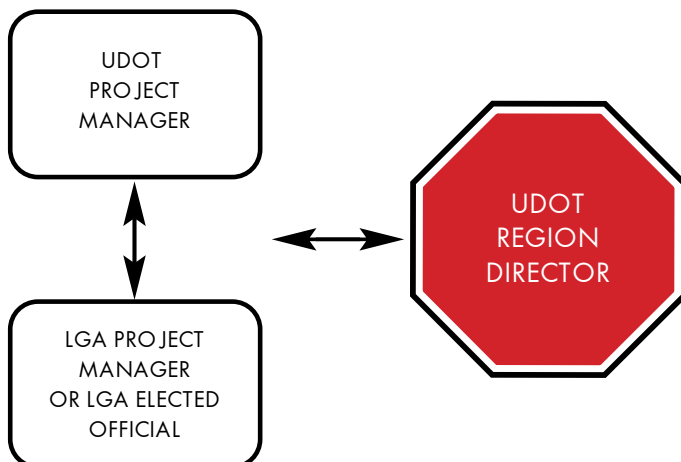 UDOT
PROJECT
MANAGER
UDOT
REGION
DIRECTOR
LGA PROJECT
MANAGER
OR LGA ELECTED
OFFICIAL